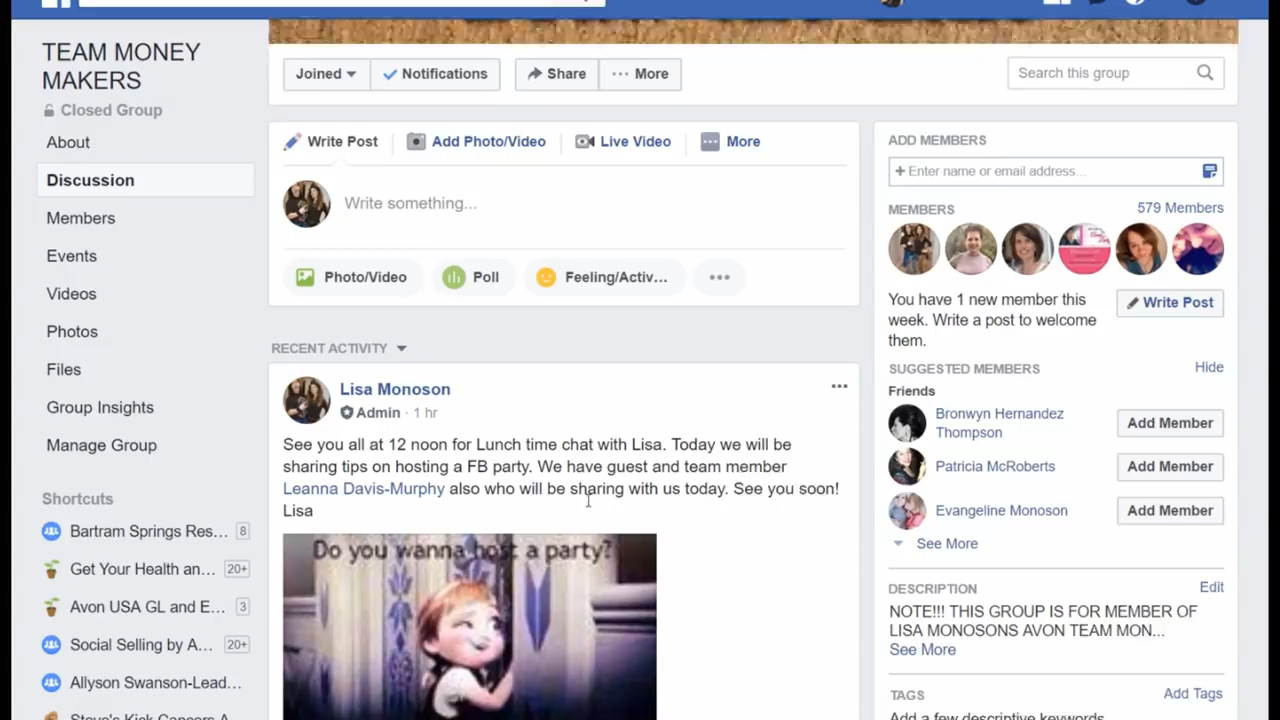 TEAM MONEY
MAKERS
Closed Group
About
Discussion
Members
Events
Videos
Photos
Files
Group Insights
Manage Group
Shortcuts
Bartram Springs Res... 8
Get Your Health an... 20+
Avon USA GL and E... 3
Social Selling by A... 20+
Allyson Swanson-Lead...
Steve's Kick Cancers A
Joined Notifications Share ··· More
Search this group
Write Post Add Photo/Video Live Video More
Write something...
Photo/Video Poll Feeling/Activ...
RECENT ACTIVITY
Lisa Monoson
Admin · 1 hr
See you all at 12 noon for Lunch time chat with Lisa. Today we will be
sharing tips on hosting a FB party. We have guest and team member
Leanna Davis-Murphy also who will be sharing with us today. See you soon!
Lisa
Do you wanna host a party?
ADD MEMBERS
+ Enter name or email address...
MEMBERS 579 Members
You have 1 new member this
week. Write a post to welcome
them.
Write Post
SUGGESTED MEMBERS Hide
Friends
Bronwyn Hernandez
Thompson
Add Member
Patricia McRoberts Add Member
Evangeline Monoson Add Member
See More
DESCRIPTION Edit
NOTE!!! THIS GROUP IS FOR MEMBER OF
LISA MONOSONS AVON TEAM MON...
See More
TAGS Add Tags
Add a few descriptive keywords